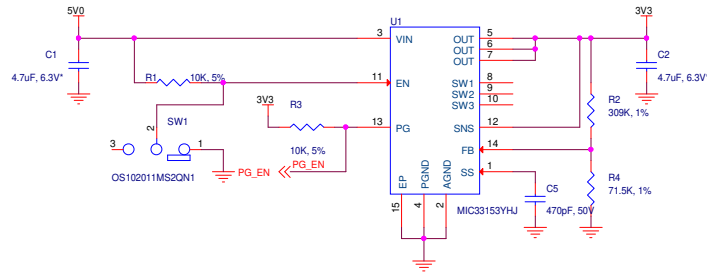 5V0
U1
3V3
C1
4.7uF, 6.3V*
3
VIN
OUT
5
OUT
6
OUT
7
C2
4.7uF, 6.3V*
R1
10K, 5%
11
EN
SW1
8
SW2
9
SW3
10
R2
309K, 1%
3V3
R3
SW1
13
PG
SNS
12
10K, 5%
3
2
1
FB
14
PG_EN
PG_EN
SS
1
OS102011MS2QN1
EP
PGND
AGND
C5
470pF, 50V
R4
71.5K, 1%
15
4
2
MIC33153YHJ